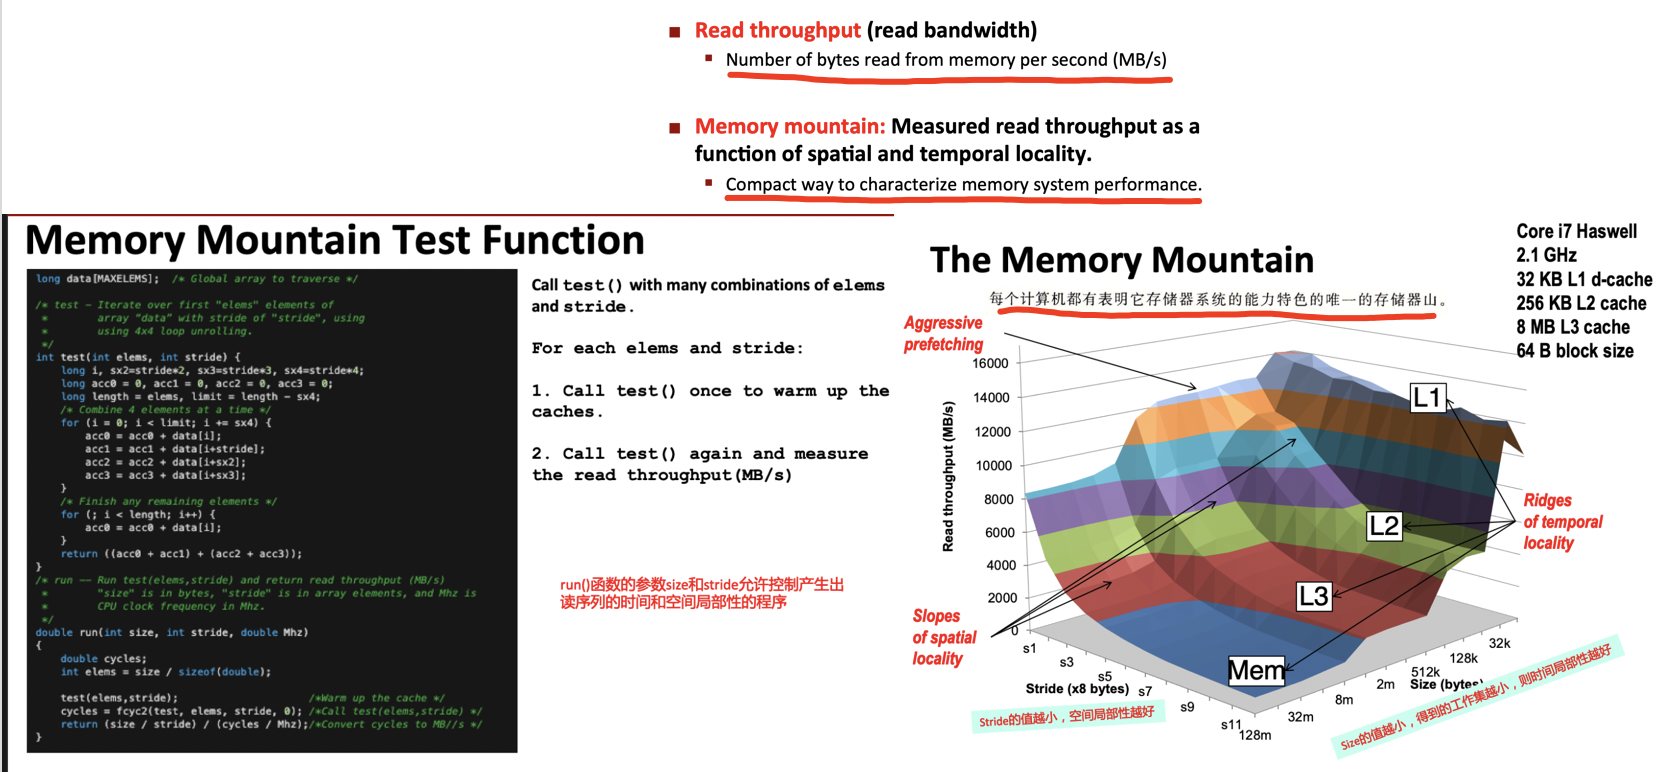 ■ Read throughput (read bandwidth)
▪ Number of bytes read from memory per second (MB/s)
■ Memory mountain: Measured read throughput as a
function of spatial and temporal locality.
▪ Compact way to characterize memory system performance.
Memory Mountain Test Function
long data[MAXELEMS];  /* Global array to traverse */
/* test - Iterate over first "elems" elements of
 *        array "data" with stride of "stride", using
 *        using 4x4 loop unrolling.
 */
int test(int elems, int stride) {
    long i, sx2=stride*2, sx3=stride*3, sx4=stride*4;
    long acc0 = 0, acc1 = 0, acc2 = 0, acc3 = 0;
    long length = elems, limit = length - sx4;
    /* Combine 4 elements at a time */
    for (i = 0; i < limit; i += sx4) {
        acc0 = acc0 + data[i];
        acc1 = acc1 + data[i+stride];
        acc2 = acc2 + data[i+sx2];
        acc3 = acc3 + data[i+sx3];
    }
    /* Finish any remaining elements */
    for (; i < length; i++) {
        acc0 = acc0 + data[i];
    }
    return ((acc0 + acc1) + (acc2 + acc3));
}
/* run -- Run test(elems,stride) and return read throughput (MB/s)
 *        "size" is in bytes, "stride" is in array elements, and Mhz is
 *        CPU clock frequency in Mhz.
 */
double run(int size, int stride, double Mhz)
{
    double cycles;
    int elems = size / sizeof(double);
    test(elems,stride);                    /*Warm up the cache */
    cycles = fcyc2(test, elems, stride, 0); /*Call test(elems,stride) */
    return (size / stride) / (cycles / Mhz);/*Convert cycles to MB//s */
}
Call test() with many combinations of elems
and stride.
For each elems and stride:
1. Call test() once to warm up the
caches.
2. Call test() again and measure
the read throughput(MB/s)
run()函数的参数size和stride允许控制产生出
读序列的时间和空间局部性的程序
The Memory Mountain
Core i7 Haswell
2.1 GHz
32 KB L1 d-cache
256 KB L2 cache
8 MB L3 cache
64 B block size
每个计算机都有表明它存储器系统的能力特色的唯一的存储器山。
Aggressive
prefetching
Read throughput (MB/s)
16000
14000
12000
10000
8000
6000
4000
2000
0
L1
L2
L3
Mem
Ridges
of temporal
locality
Slopes
of spatial
locality
s1
s3
s5
s7
s9
s11
Stride (x8 bytes)
Stride的值越小，空间局部性越好
128m
32m
8m
2m
512k
128k
32k
Size (bytes)
Size的值越小，得到的工作集越小，则时间局部性越好